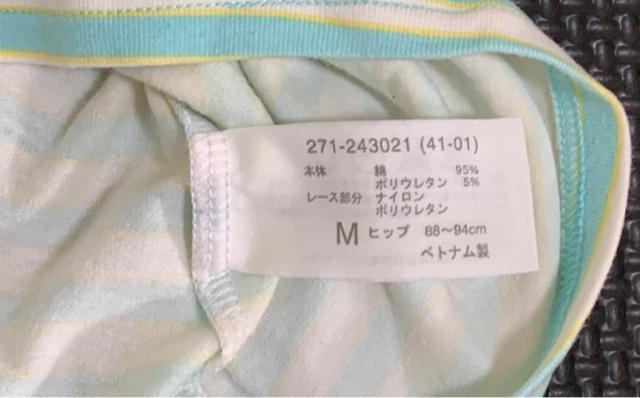 271-243021 (41-01)
本体 綿 95%
ポリウレタン 5%
レース部分 ナイロン
ポリウレタン
M ヒップ 88〜94cm
ベトナム製